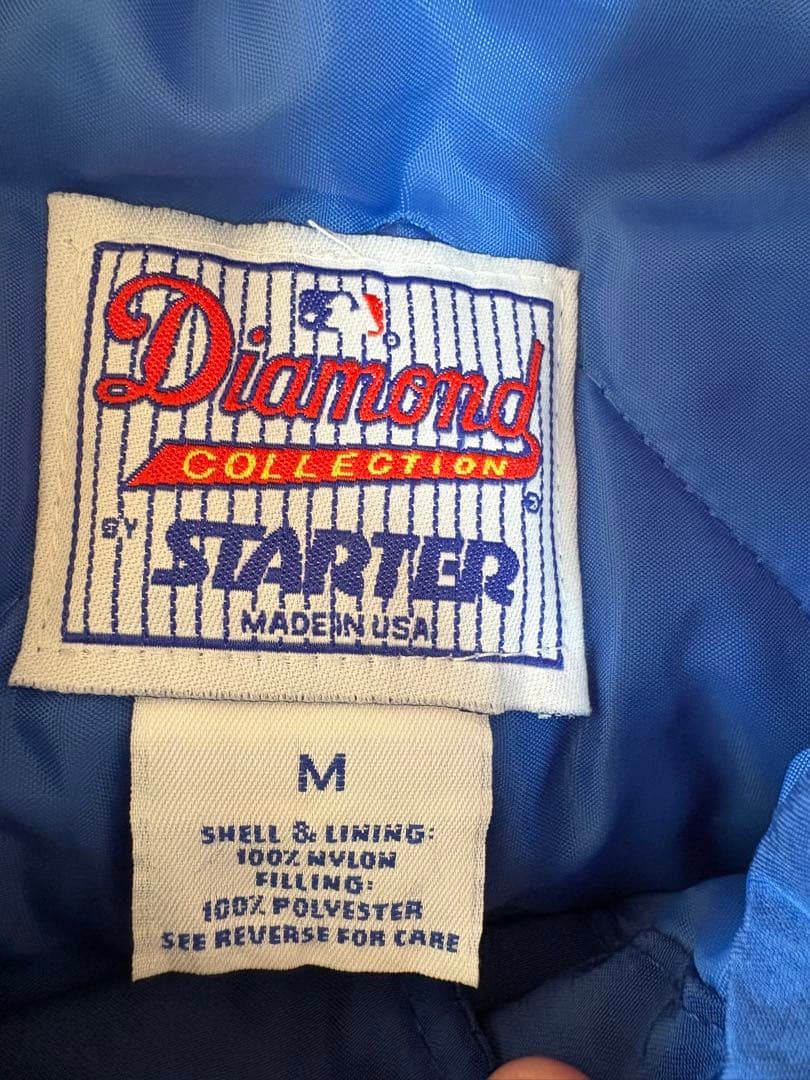 Diamond
COLLECTION
BY STARTER
MADE IN USA
M
SHELL & LINING:
100% NYLON
FILLING:
100% POLYESTER
SEE REVERSE FOR CARE